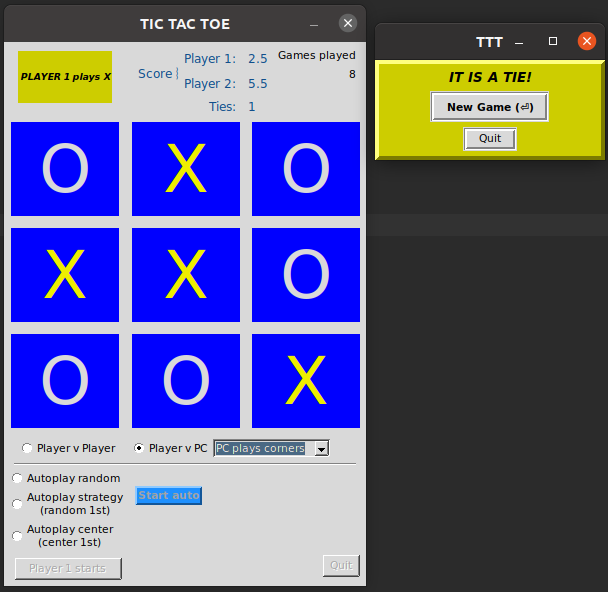 TIC TAC TOE
PLAYER 1 plays X
Score
Player 1: 2.5
Player 2: 5.5
Ties: 1
Games played
8
O X O
X X O
O O X
Player v Player
Player v PC
PC plays corners
Autoplay random
Autoplay strategy
(random 1st)
Start auto
Autoplay center
(center 1st)
Player 1 starts
Quit
TTT
IT IS A TIE!
New Game (⏎)
Quit